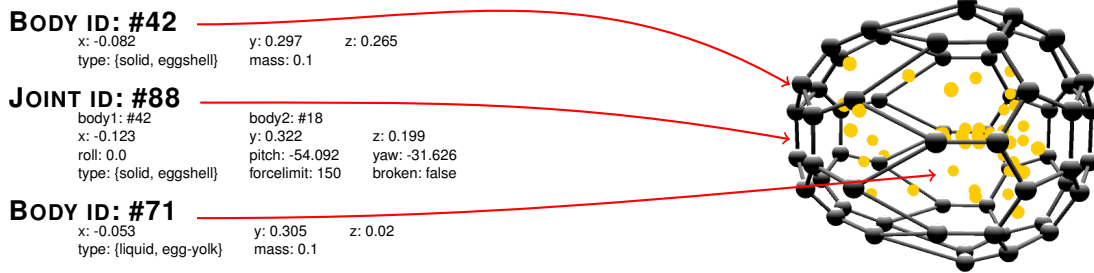 BODY ID: #42
x: -0.082 y: 0.297 z: 0.265
type: {solid, eggshell} mass: 0.1
JOINT ID: #88
body1: #42 body2: #18
x: -0.123 y: 0.322 z: 0.199
roll: 0.0 pitch: -54.092 yaw: -31.626
type: {solid, eggshell} forcelimit: 150 broken: false
BODY ID: #71
x: -0.053 y: 0.305 z: 0.02
type: {liquid, egg-yolk} mass: 0.1